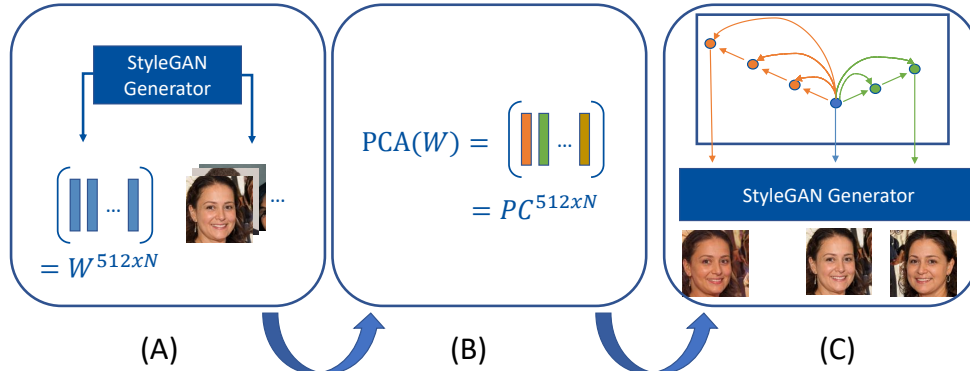 StyleGAN
Generator
...
...
= W^512xN
PCA(W) =
...
= PC^512xN
StyleGAN Generator
(A)
(B)
(C)